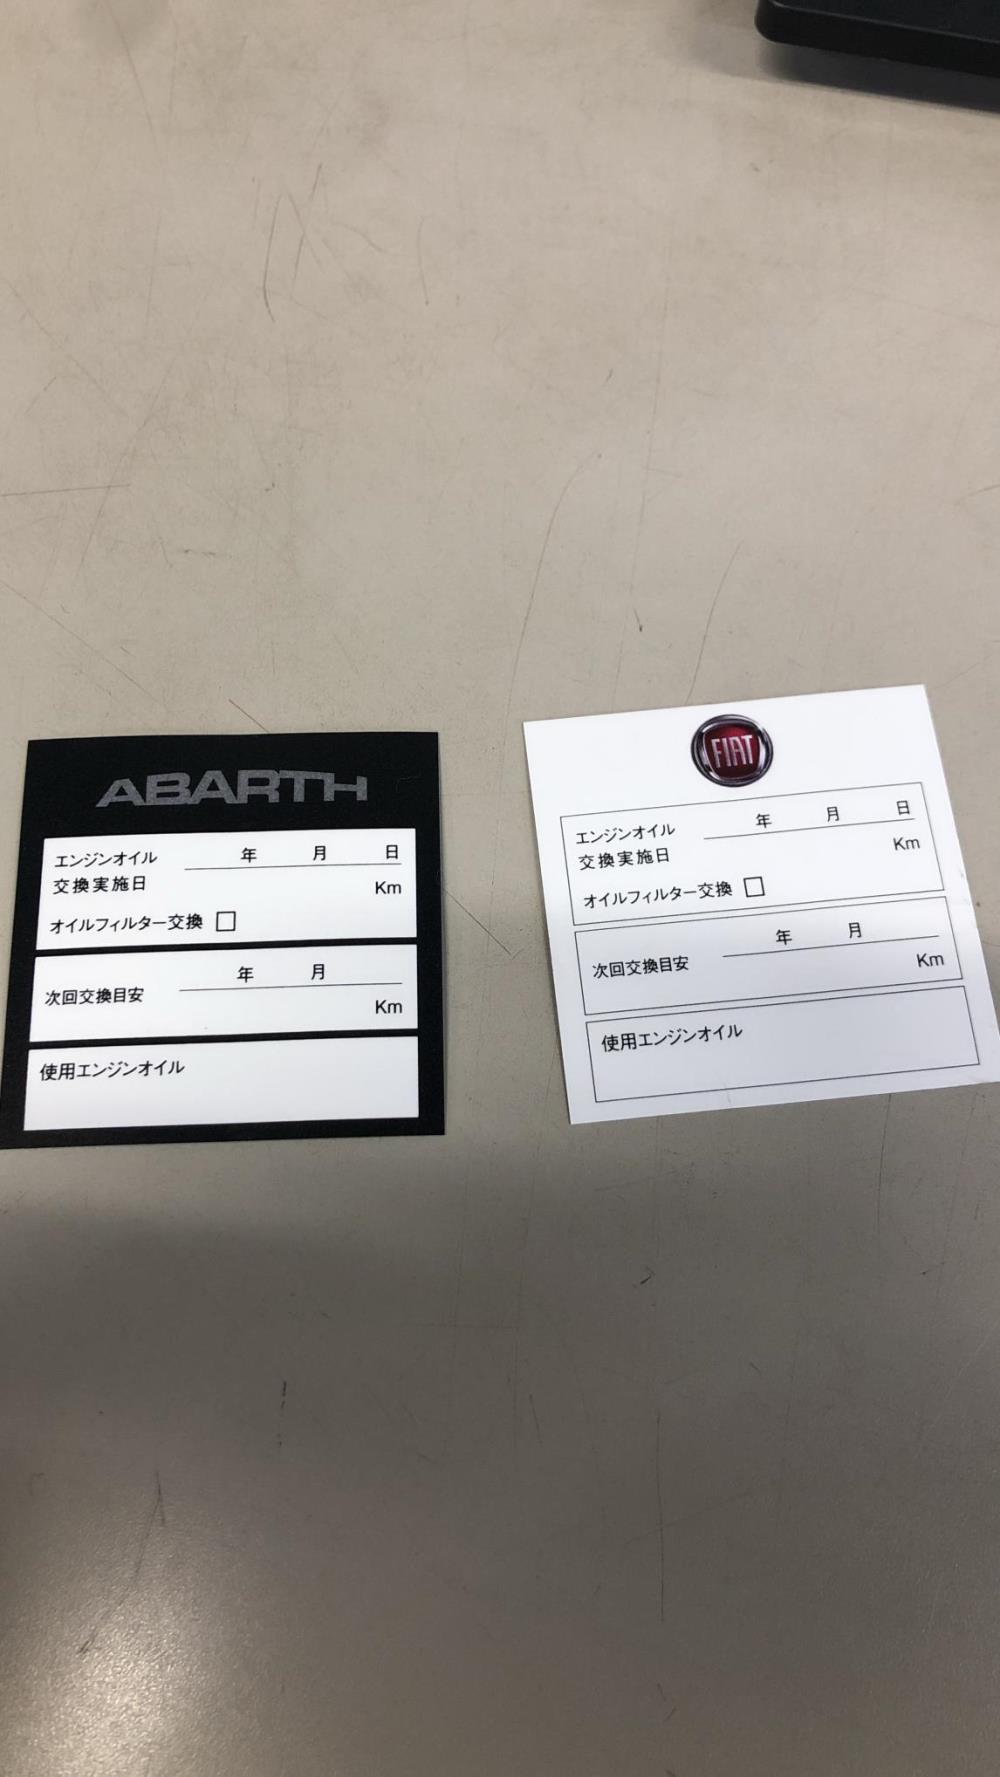 ABARTH
エンジンオイル
交換実施日
年 月 日
Km
オイルフィルター交換 □
次回交換目安
年 月
Km
使用エンジンオイル
FIAT
エンジンオイル
交換実施日
年 月 日
Km
オイルフィルター交換 □
次回交換目安
年 月
Km
使用エンジンオイル